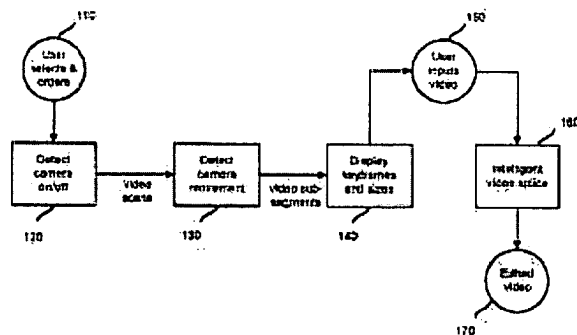 110
User
selects &
orders
Detect
camera
on/off
120
Video
scene
Detect
camera
movement
130
Video sub-
segments
Display
keyframes
and sizes
140
150
User
inputs
video
160
Intelligent
video splice
Edited
video
170